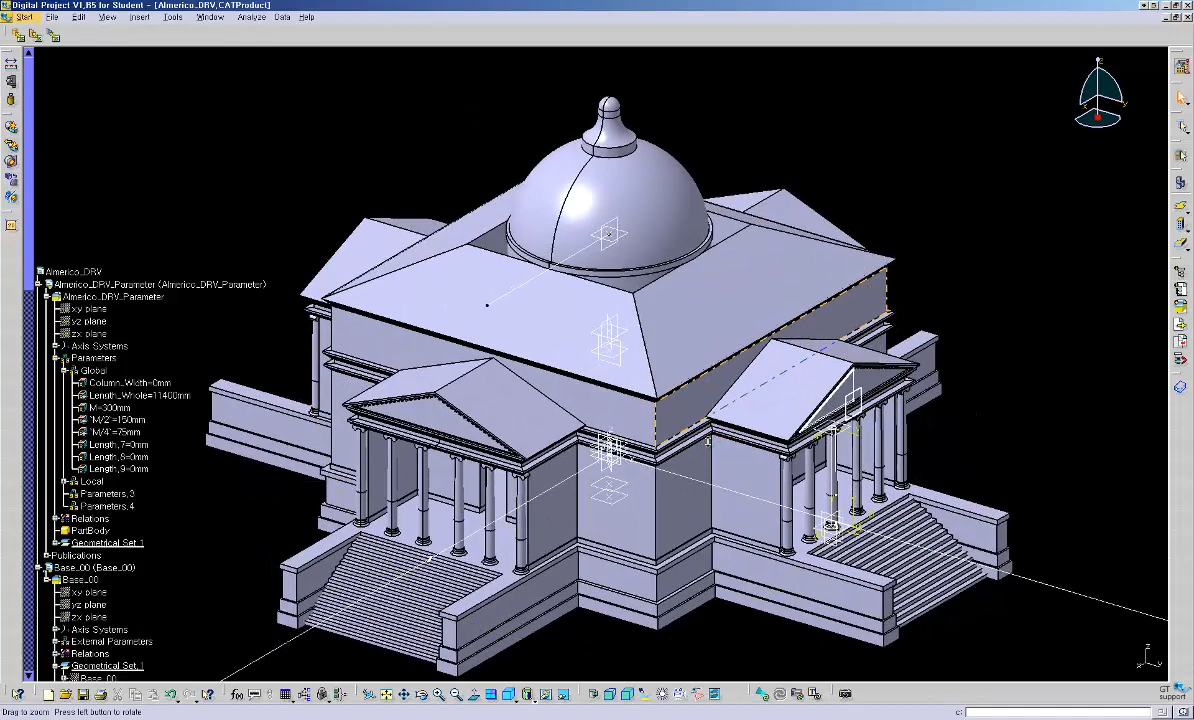 Digital Project V1,R5 for Student - [Almerico_DRV.CATProduct]
Start File Edit View Insert Tools Window Analyze Data Help
Almerico_DRV
Almerico_DRV_Parameter (Almerico_DRV_Parameter)
Almerico_DRV_Parameter
xy plane
yz plane
zx plane
Axis Systems
Parameters
Global
Column_Width=0mm
Length_Whole=11400mm
M=300mm
`M/2`=150mm
`M/4`=75mm
Length.7=0mm
Length.8=0mm
Length.9=0mm
Local
Parameters.3
Parameters.4
Relations
PartBody
Geometrical Set.1
Publications
Base_00 (Base_00)
Base_00
xy plane
yz plane
zx plane
Axis Systems
External Parameters
Relations
Geometrical Set.1
Base_00
f(x)
GT
support
Drag to zoom Press left button to rotate
c: